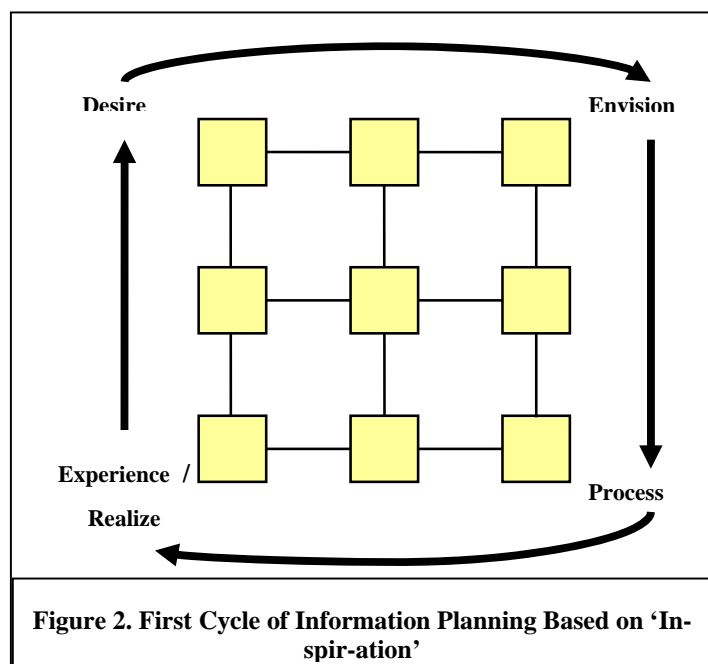 Desire
Envision
Experience /
Realize
Process
Figure 2. First Cycle of Information Planning Based on ‘In-
spir-ation’